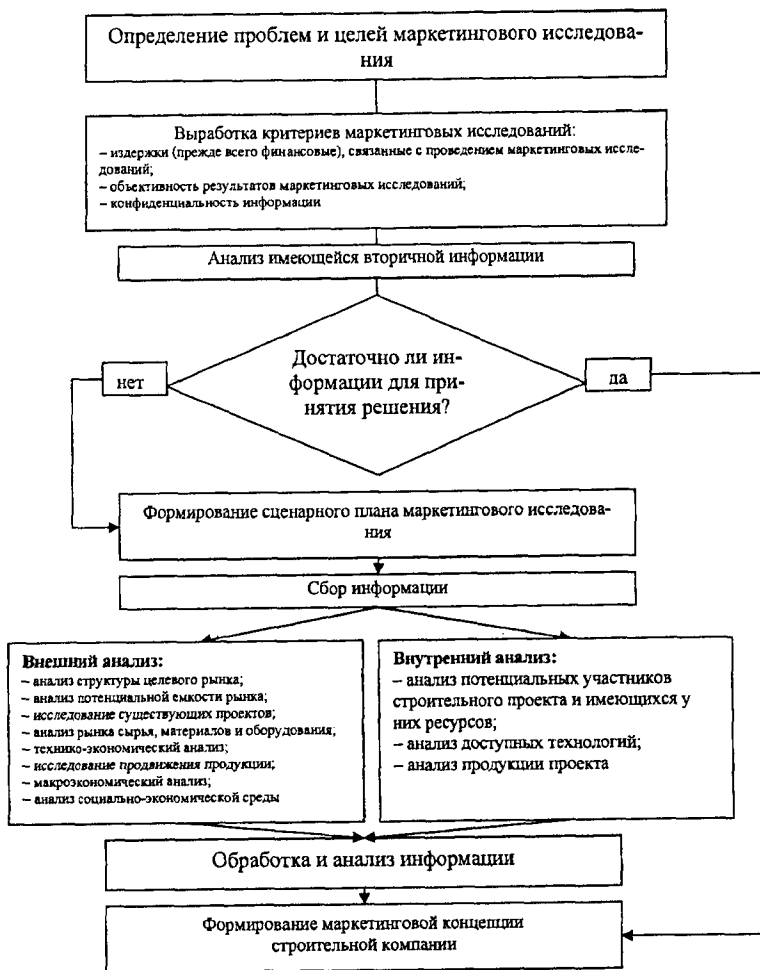 Определение проблем и целей маркетингового исследова-
ния
Выработка критериев маркетинговых исследований:
– издержки (прежде всего финансовые), связанные с проведением маркетинговых иссле-
дований;
– объективность результатов маркетинговых исследований;
– конфиденциальность информации
Анализ имеющейся вторичной информации
Достаточно ли ин-
формации для при-
нятия решения?
нет
да
Формирование сценарного плана маркетингового исследова-
ния
Сбор информации
Внешний анализ:
– анализ структуры целевого рынка;
– анализ потенциальной емкости рынка;
– исследование существующих проектов;
– анализ рынка сырья, материалов и оборудования;
– технико-экономический анализ;
– исследование продвижения продукции;
– макроэкономический анализ;
– анализ социально-экономической среды
Внутренний анализ:
– анализ потенциальных участников
строительного проекта и имеющихся у
них ресурсов;
– анализ доступных технологий;
– анализ продукции проекта
Обработка и анализ информации
Формирование маркетинговой концепции
строительной компании